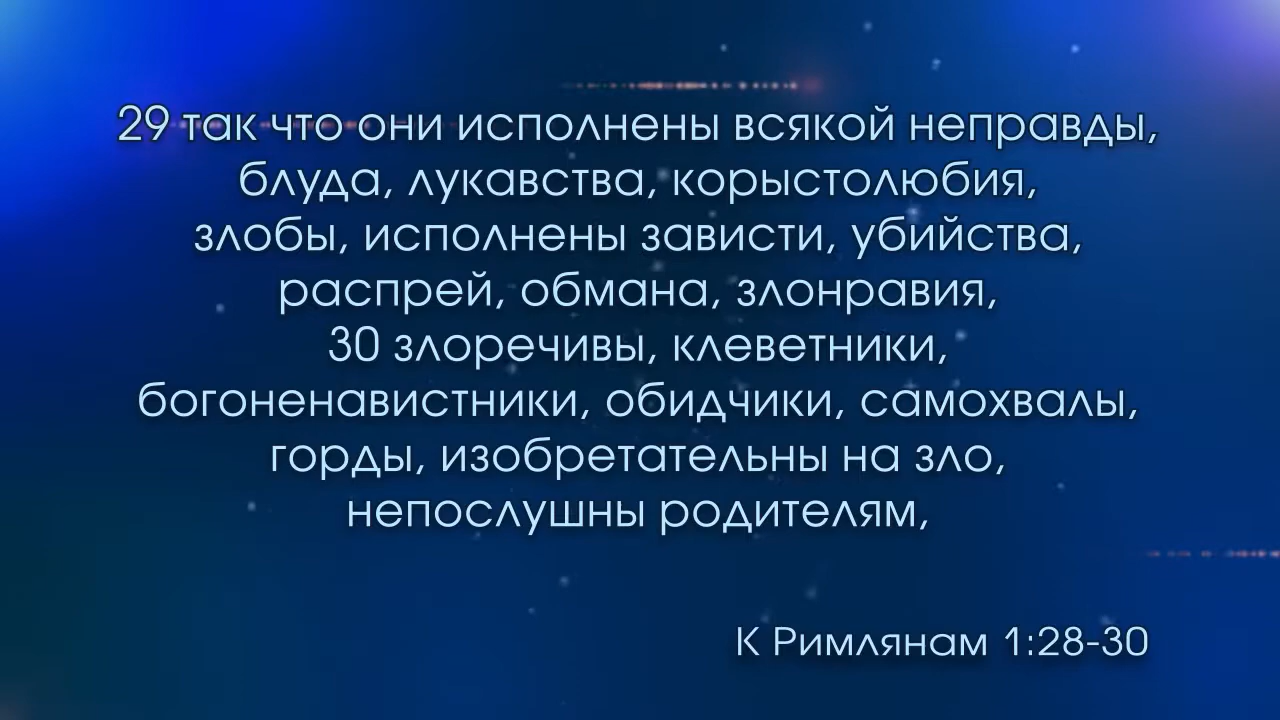 29 так что они исполнены всякой неправды,
блуда, лукавства, корыстолюбия,
злобы, исполнены зависти, убийства,
распрей, обмана, злонравия,
30 злоречивы, клеветники,
богоненавистники, обидчики, самохвалы,
горды, изобретательны на зло,
непослушны родителям,
К Римлянам 1:28-30